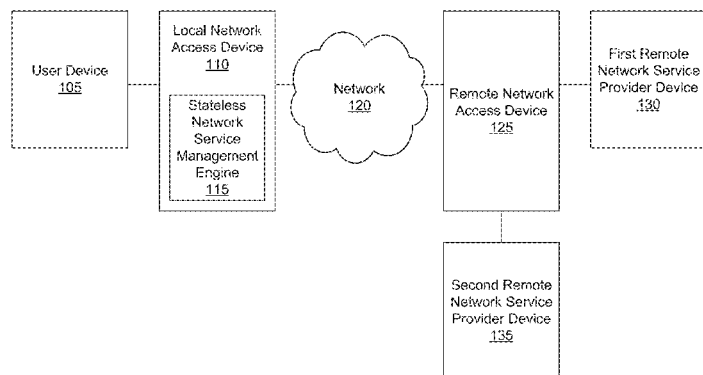 User Device
105
Local Network
Access Device
110
Stateless
Network
Service
Management
Engine
115
Network
120
Remote Network
Access Device
125
First Remote
Network Service
Provider Device
130
Second Remote
Network Service
Provider Device
135